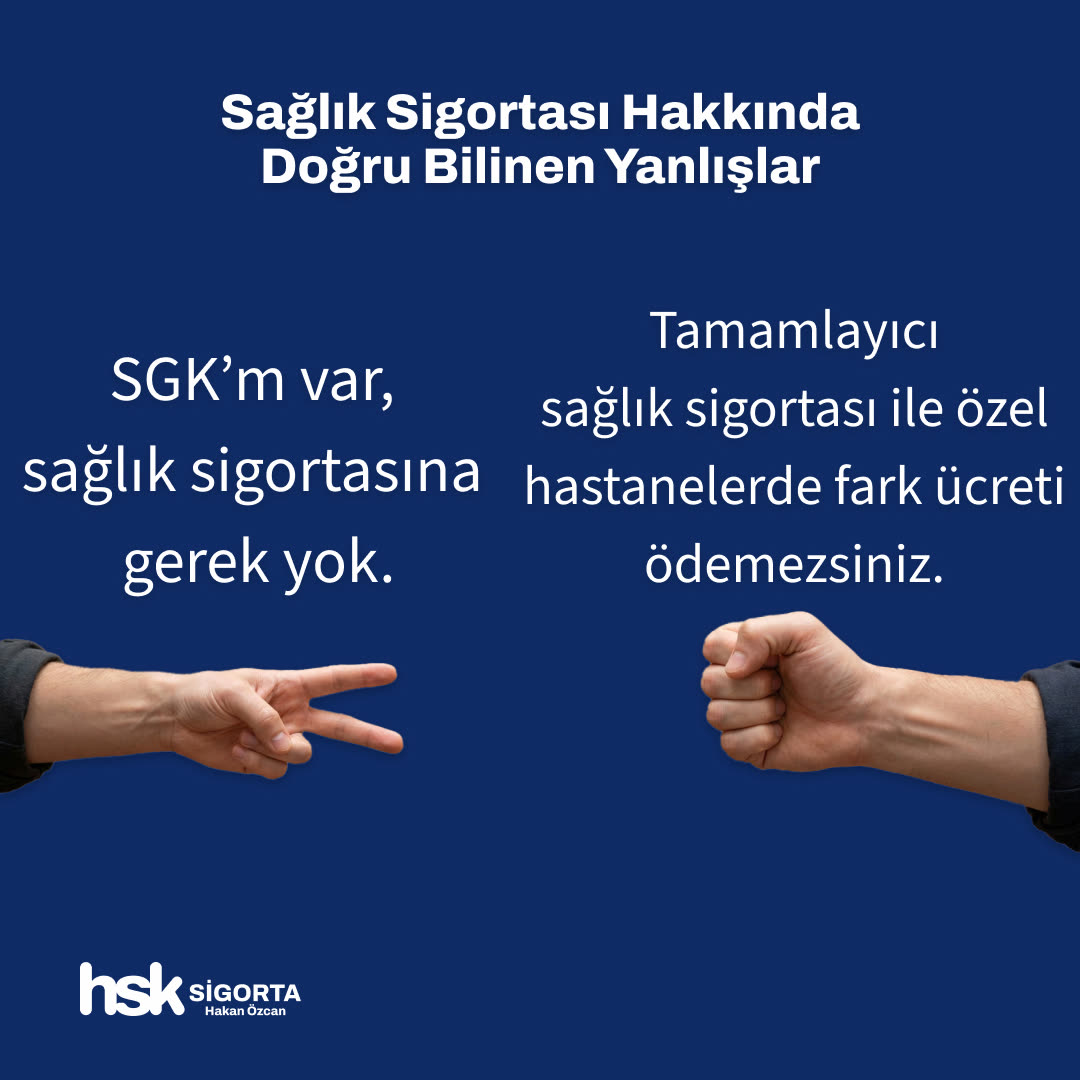 Sağlık Sigortası Hakkında
Doğru Bilinen Yanlışlar
SGK’m var,
sağlık sigortasına
gerek yok.
Tamamlayıcı
sağlık sigortası ile özel
hastanelerde fark ücreti
ödemezsiniz.
hsk SİGORTA
Hakan Özcan